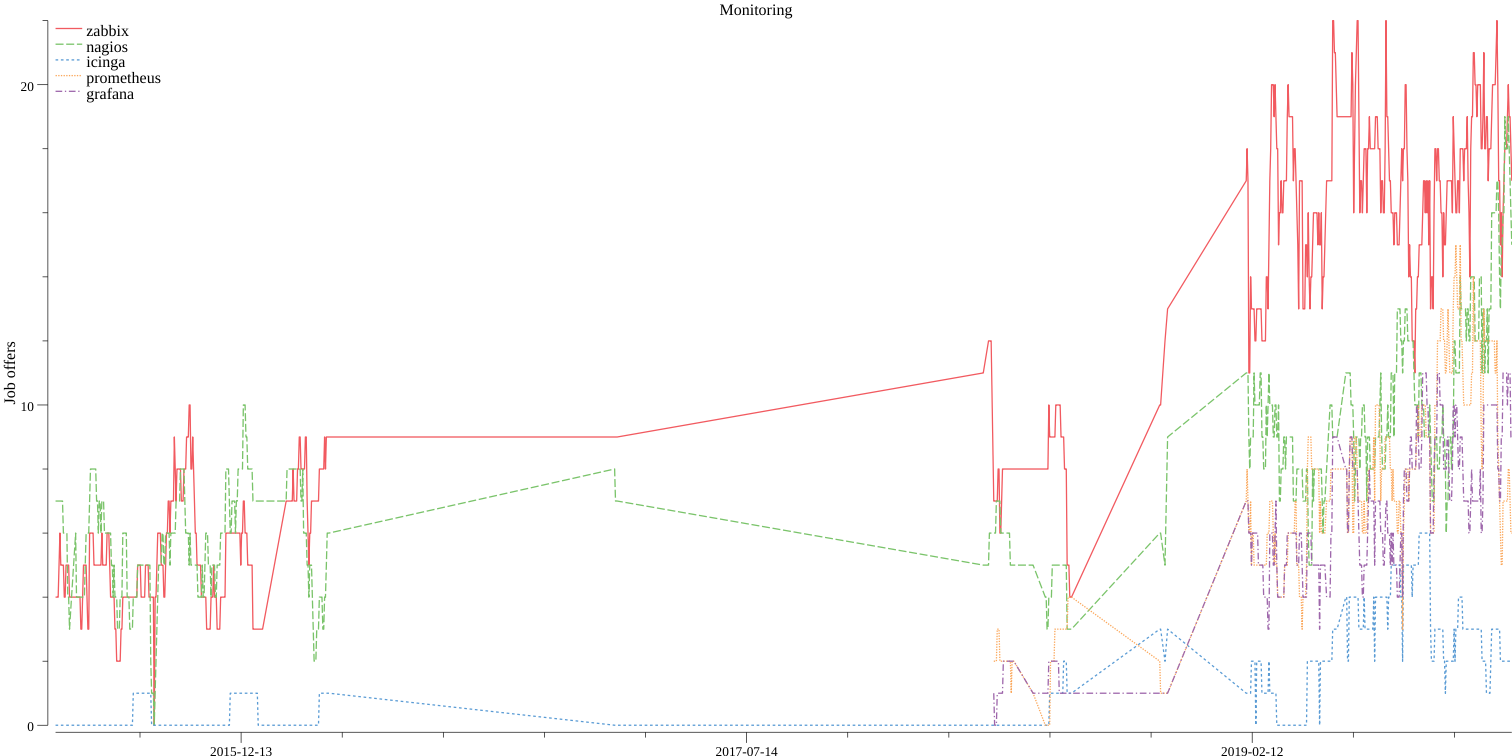 Monitoring
zabbix
nagios
icinga
prometheus
grafana
20
10
0
Job offers
2015-12-13
2017-07-14
2019-02-12